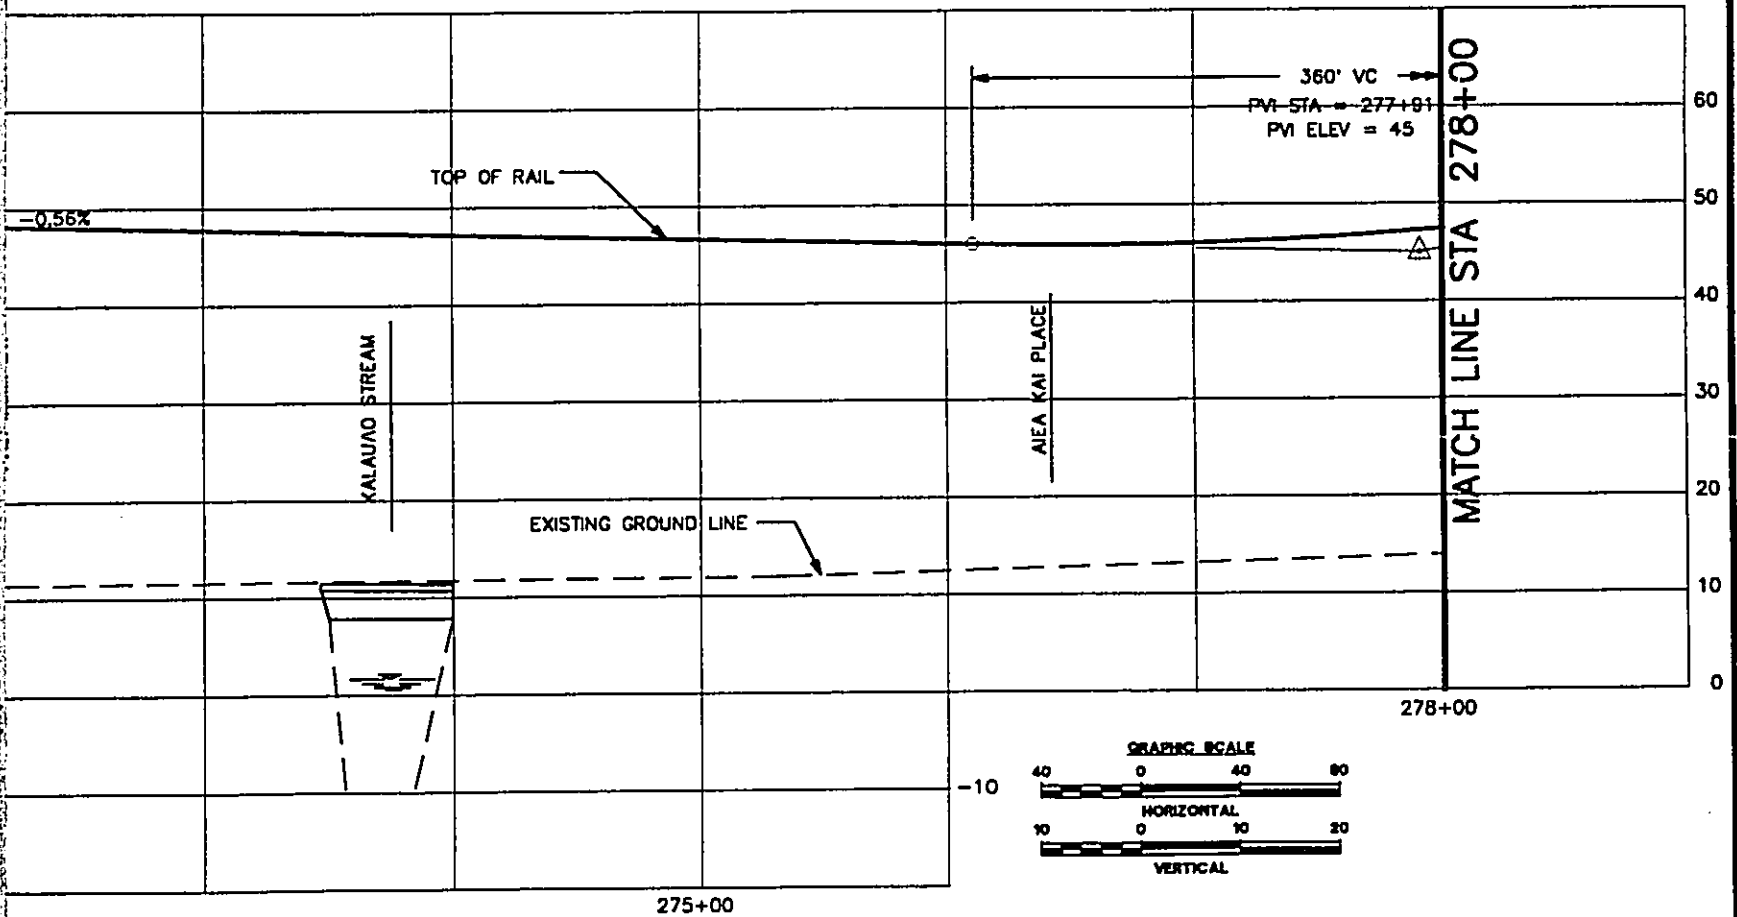 360' VC
PVI STA = 277+91
PVI ELEV = 45
60
TOP OF RAIL
50
-0.56%
40
KALAUAO STREAM
AIEA KAI PLACE
MATCH LINE STA 278+00
30
20
EXISTING GROUND LINE
10
0
278+00
GRAPHIC SCALE
40 0 40 80
HORIZONTAL
-10
10 0 10 20
VERTICAL
275+00